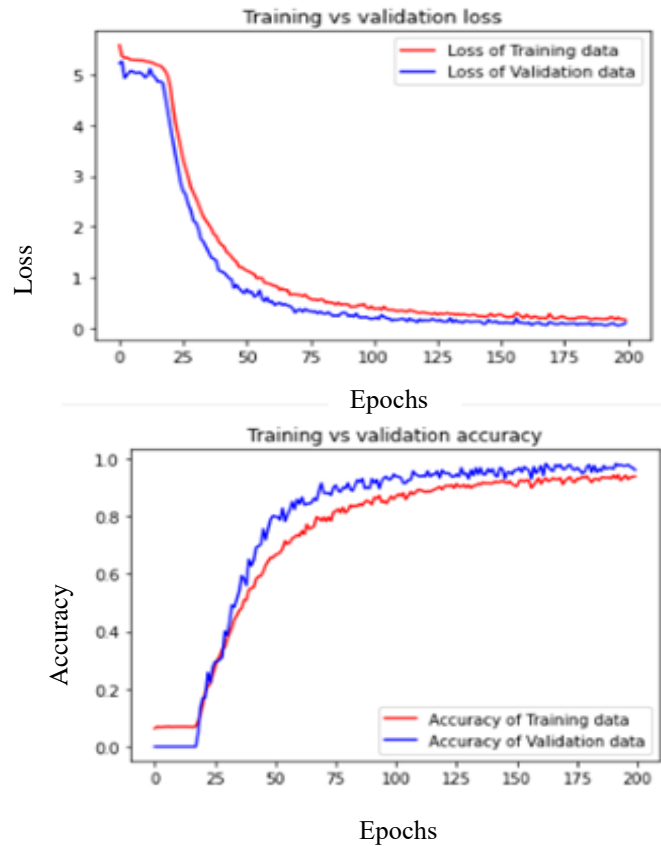 Training vs validation loss
Loss of Training data
Loss of Validation data
5
4
3
2
1
0
Loss
0 25 50 75 100 125 150 175 200
Epochs
Training vs validation accuracy
1.0
0.8
0.6
0.4
0.2
0.0
Accuracy
Accuracy of Training data
Accuracy of Validation data
0 25 50 75 100 125 150 175 200
Epochs